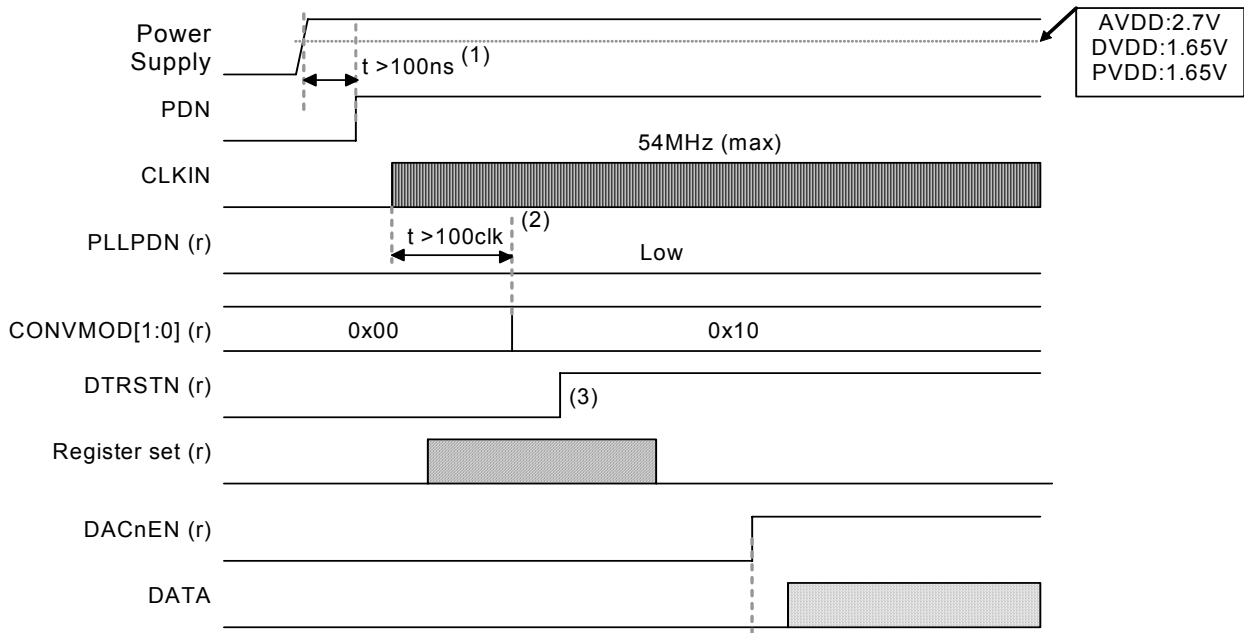 Power
Supply
t >100ns (1)
AVDD:2.7V
DVDD:1.65V
PVDD:1.65V
PDN
54MHz (max)
CLKIN
(2)
t >100clk
PLLPDN (r)
Low
CONVMOD[1:0] (r)
0x00
0x10
DTRSTN (r)
(3)
Register set (r)
DACnEN (r)
DATA